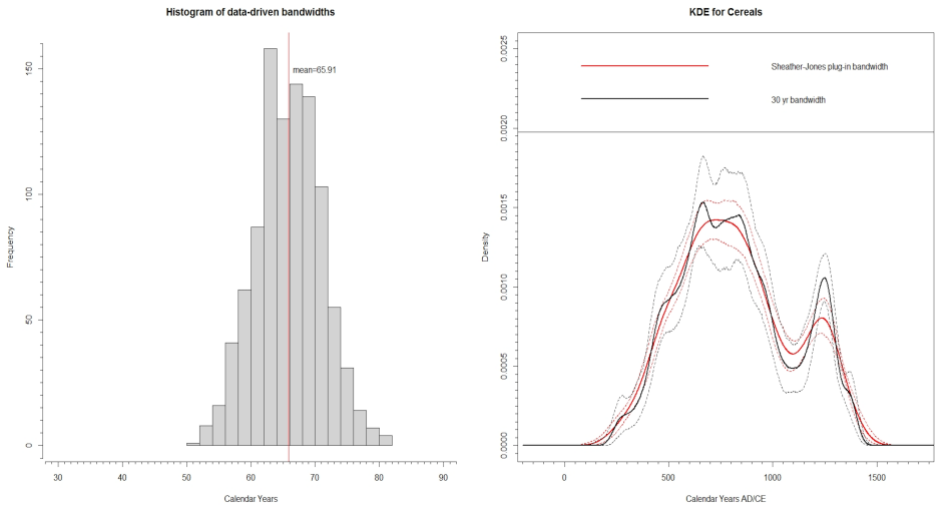 Histogram of data-driven bandwidths
150
100
50
0
Frequency
mean=65.91
30 40 50 60 70 80 90
Calendar Years
KDE for Cereals
0.0025
0.0020
0.0015
0.0010
0.0005
0.0000
Density
Sheather-Jones plug-in bandwidth
30 yr bandwidth
0 500 1000 1500
Calendar Years AD/CE